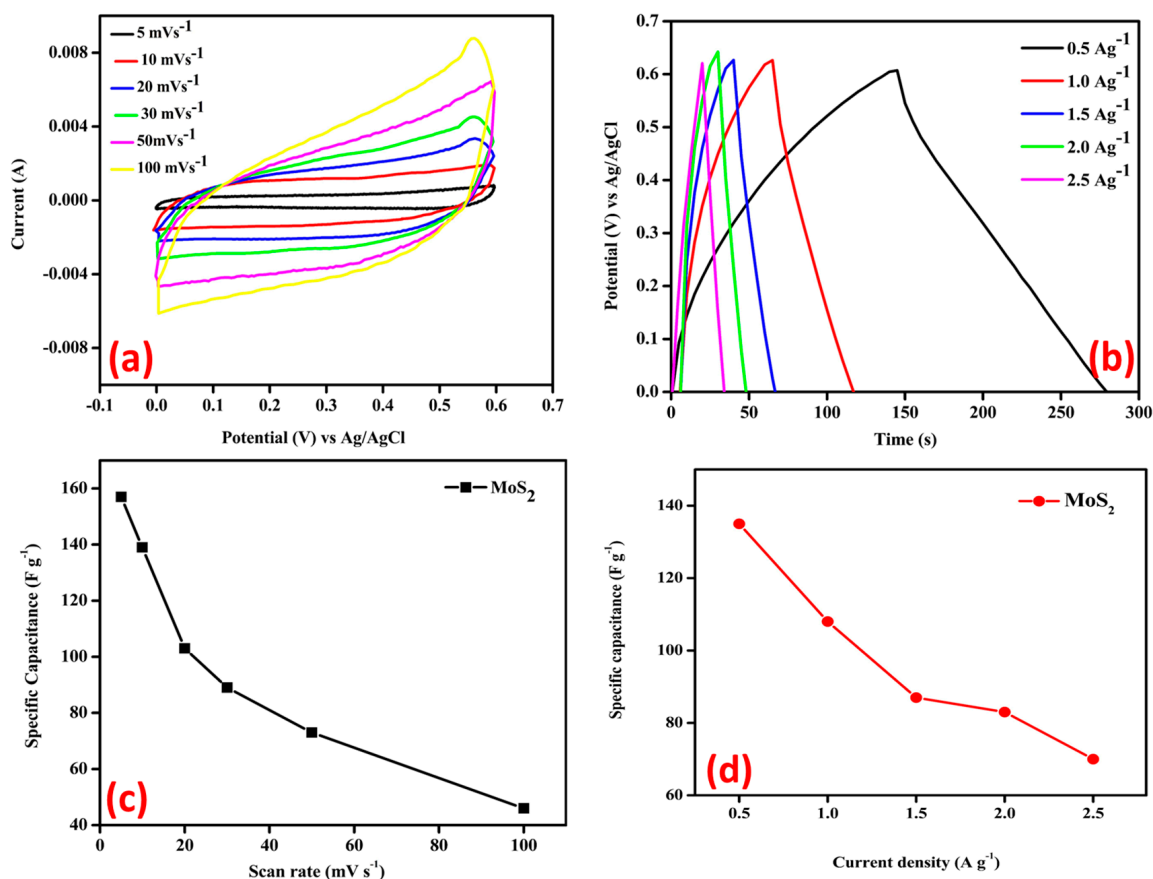 5 mVs⁻¹
10 mVs⁻¹
20 mVs⁻¹
30 mVs⁻¹
50mVs⁻¹
100 mVs⁻¹
0.008
0.004
0.000
-0.004
-0.008
Current (A)
(a)
-0.1 0.0 0.1 0.2 0.3 0.4 0.5 0.6 0.7
Potential (V) vs Ag/AgCl
0.5 Ag⁻¹
1.0 Ag⁻¹
1.5 Ag⁻¹
2.0 Ag⁻¹
2.5 Ag⁻¹
0.7
0.6
0.5
0.4
0.3
0.2
0.1
0.0
Potential (V) vs Ag/AgCl
(b)
0 50 100 150 200 250 300
Time (s)
MoS₂
160
140
120
100
80
60
40
Specific Capacitance (F g⁻¹)
(c)
0 20 40 60 80 100
Scan rate (mV s⁻¹)
MoS₂
140
120
100
80
60
Specific capacitance (F g⁻¹)
(d)
0.5 1.0 1.5 2.0 2.5
Current density (A g⁻¹)